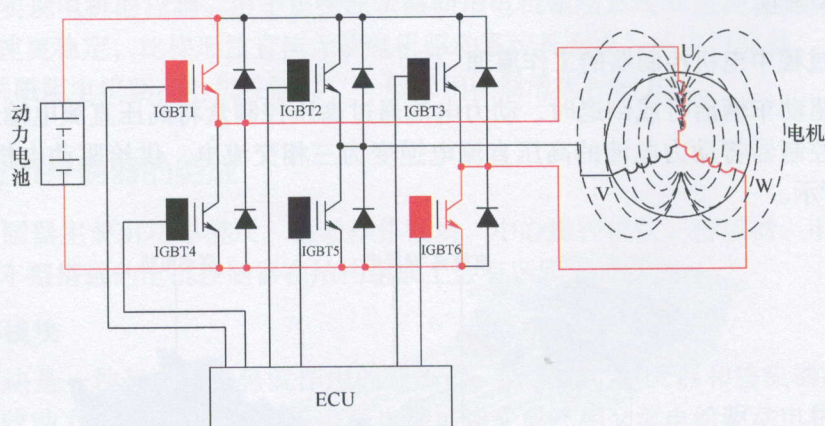 U
IGBT1
IGBT2
IGBT3
动力电池
电机
V
W
IGBT4
IGBT5
IGBT6
ECU